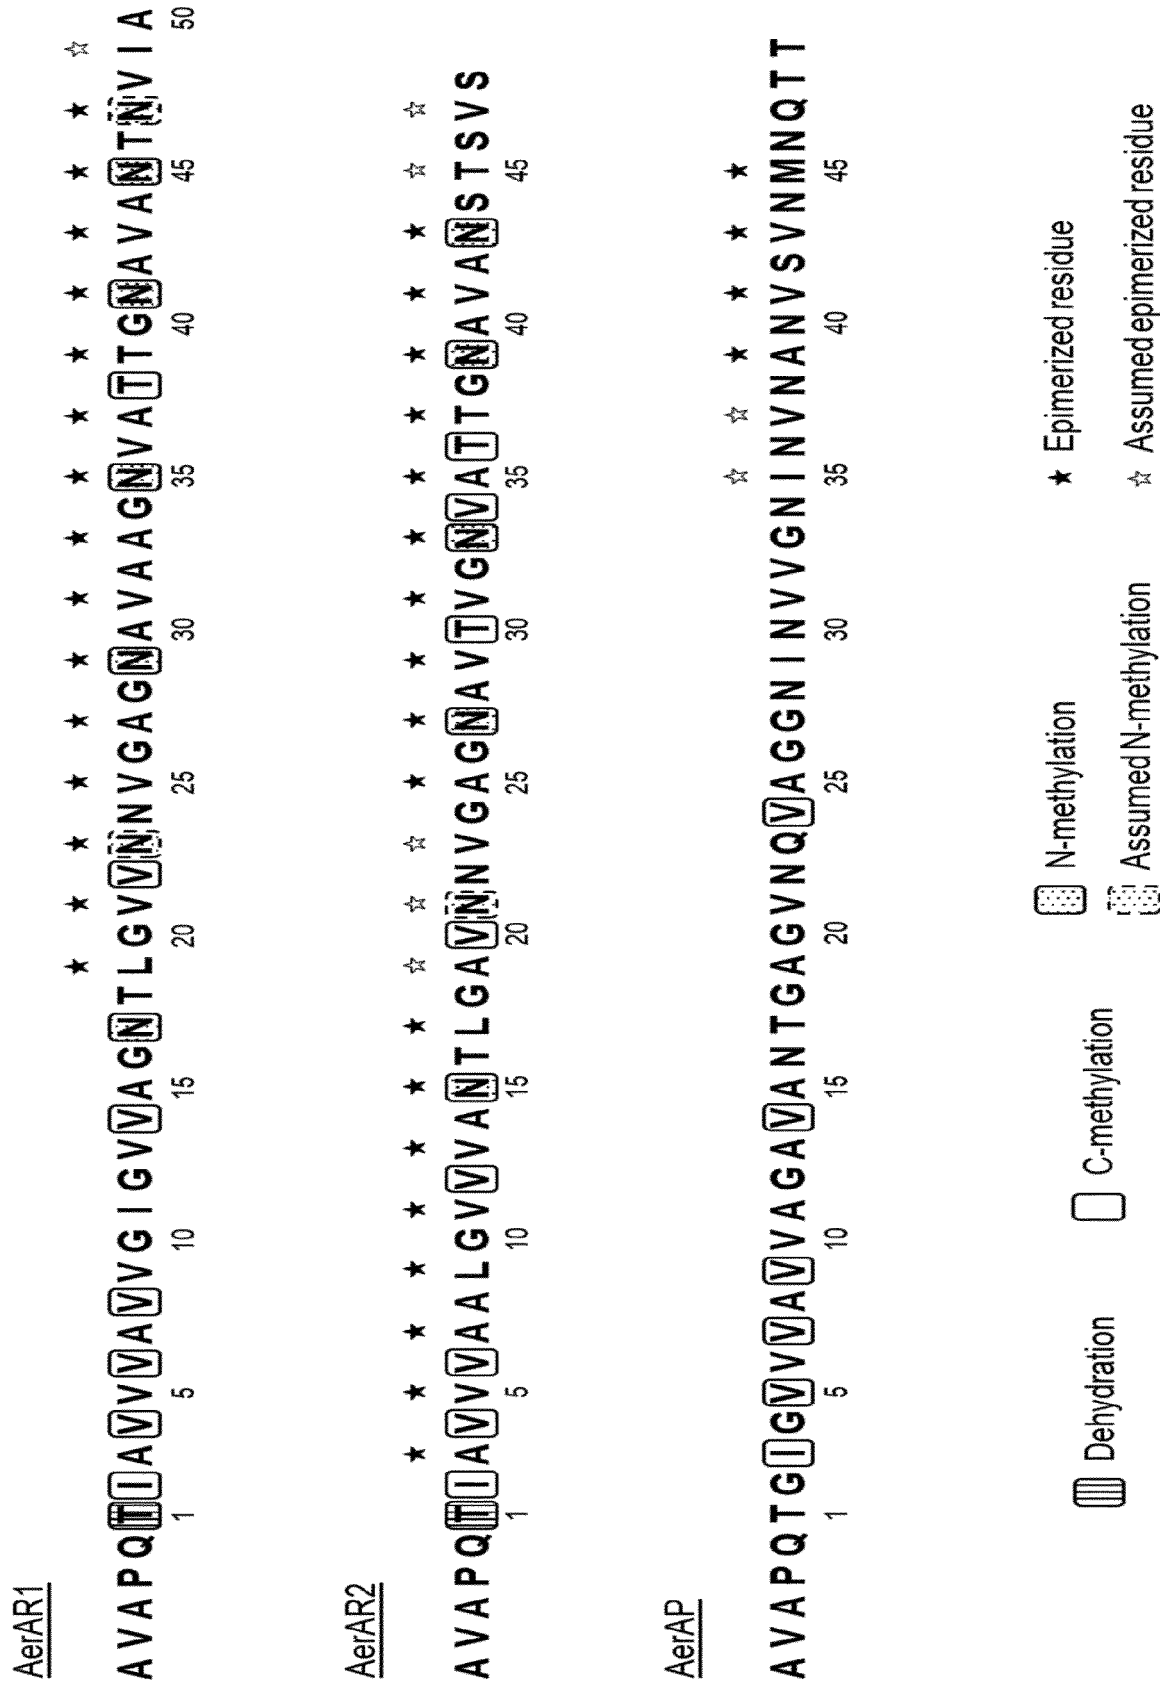 AerAR1
A V A P Q T I A V V V A V V G I G V V A G N T L G V V N N V G A G N A V A A G N V A T T G N A V A N T N V I A
1 5 10 15 20 25 30 35 40 45 50
AerAR2
A V A P Q T I A V V V A A L G V V V A N T L G A V N N V G A G N A V T V G N V A T T G N A V A N S T S V S
1 5 10 15 20 25 30 35 40 45
AerAP
A V A P Q T G I G V V V A V V A G A V A N T G A G V N Q V A G G N I N V V G N I N V N A N V S V N M N Q T T
1 5 10 15 20 25 30 35 40 45
Dehydration
C-methylation
N-methylation
Assumed N-methylation
Epimerized residue
Assumed epimerized residue